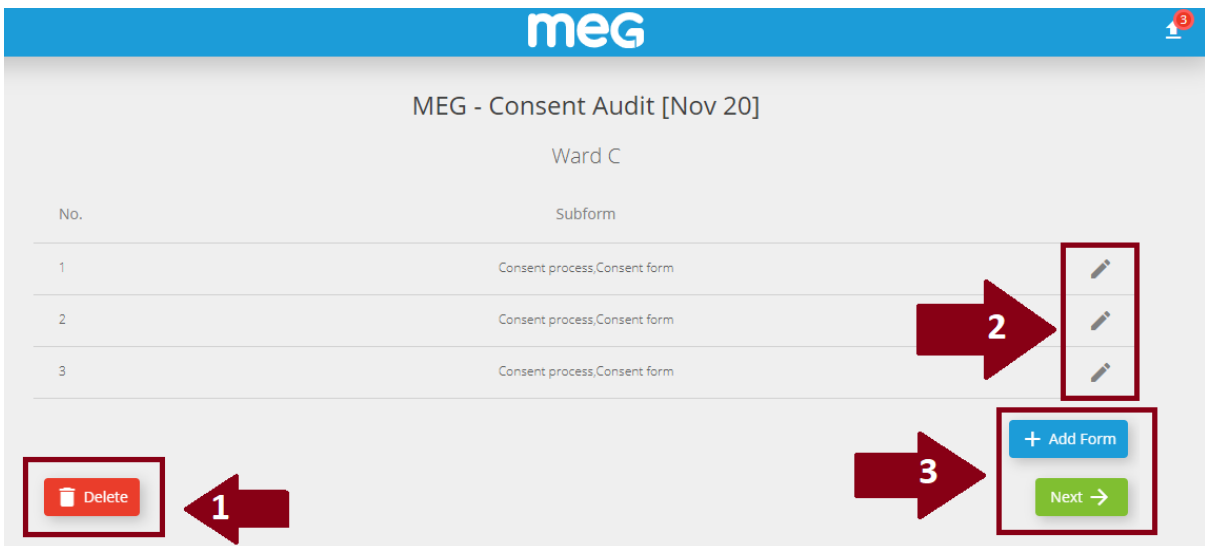 meG
3
MEG - Consent Audit [Nov 20]
Ward C
No. Subform
1 Consent process,Consent form
2 Consent process,Consent form
3 Consent process,Consent form
2
+ Add Form
3
Delete
1
Next →